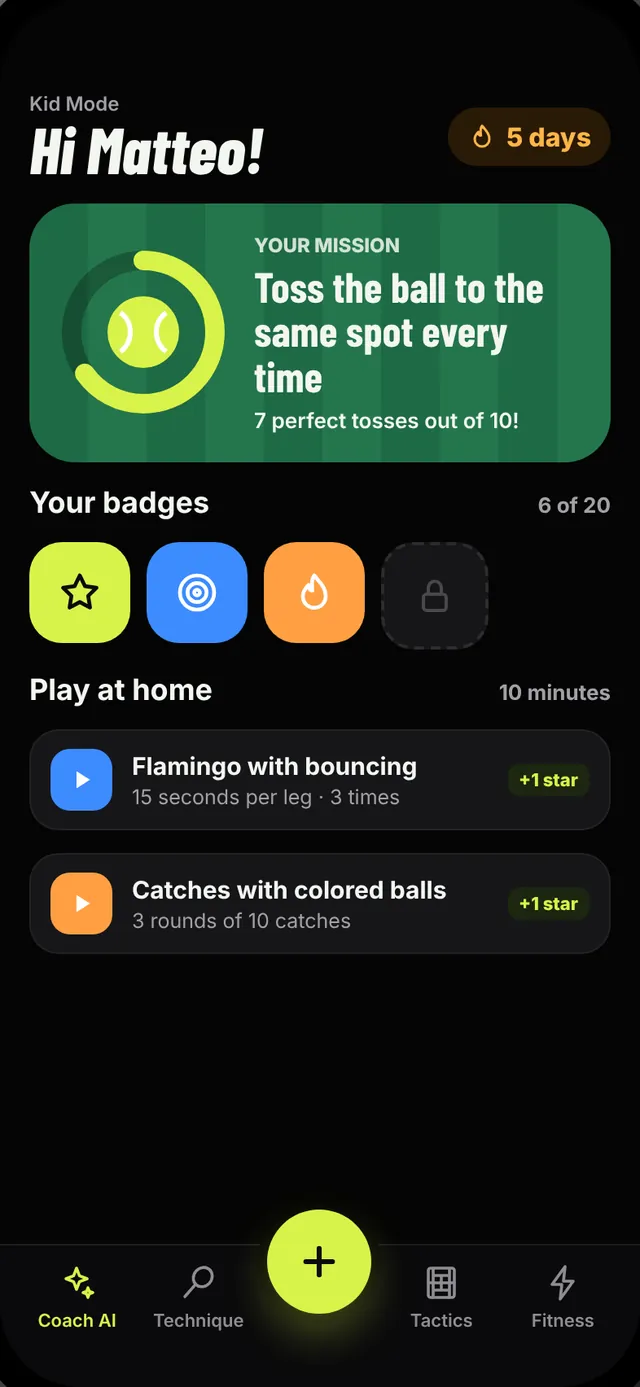 Kid Mode
Hi Matteo!
5 days
YOUR MISSION
Toss the ball to the
same spot every
time
7 perfect tosses out of 10!
Your badges
6 of 20
Play at home
10 minutes
Flamingo with bouncing
15 seconds per leg · 3 times
+1 star
Catches with colored balls
3 rounds of 10 catches
+1 star
Coach AI
Technique
Tactics
Fitness